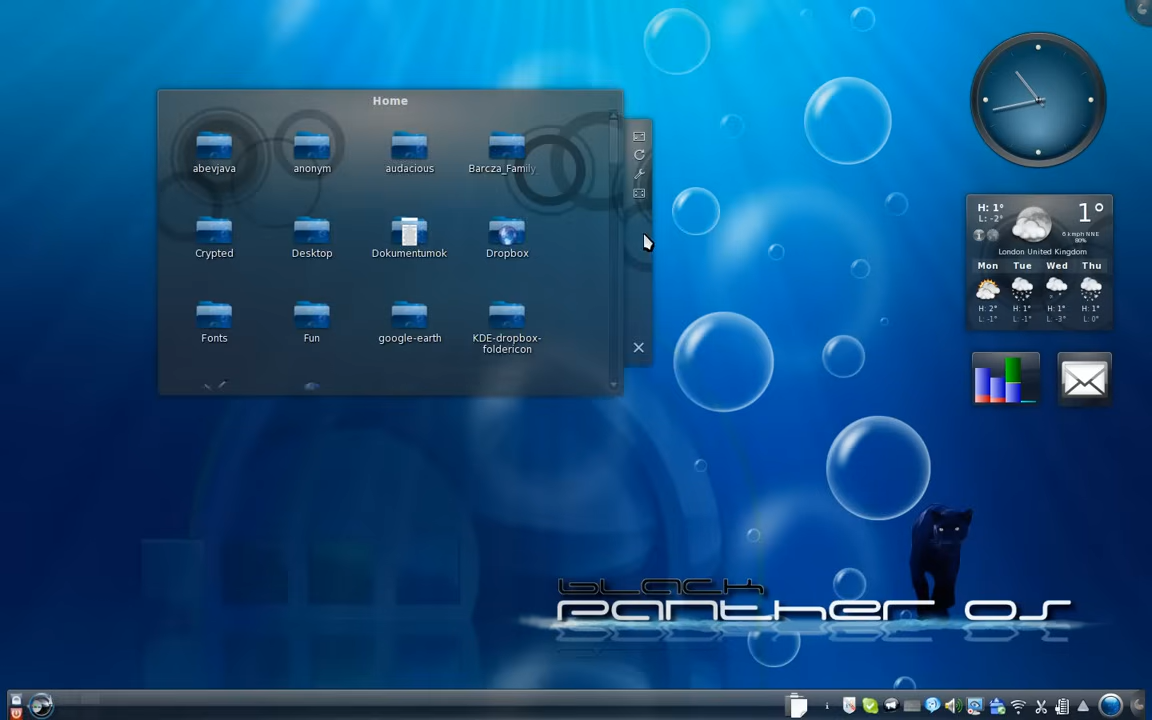 Home
abevjava
anonym
audacious
Barcza_Family
Crypted
Desktop
Dokumentumok
Dropbox
Fonts
Fun
google-earth
KDE-dropbox-
foldericon
H: 1°
L: -2°
1°
6 kmph NNE
80%
London United Kingdom
Mon Tue Wed Thu
H: 2° H: 1° H: 1° H: 1°
L: -1° L: -1° L: -3° L: 0°
BLACK
PANTHER OS